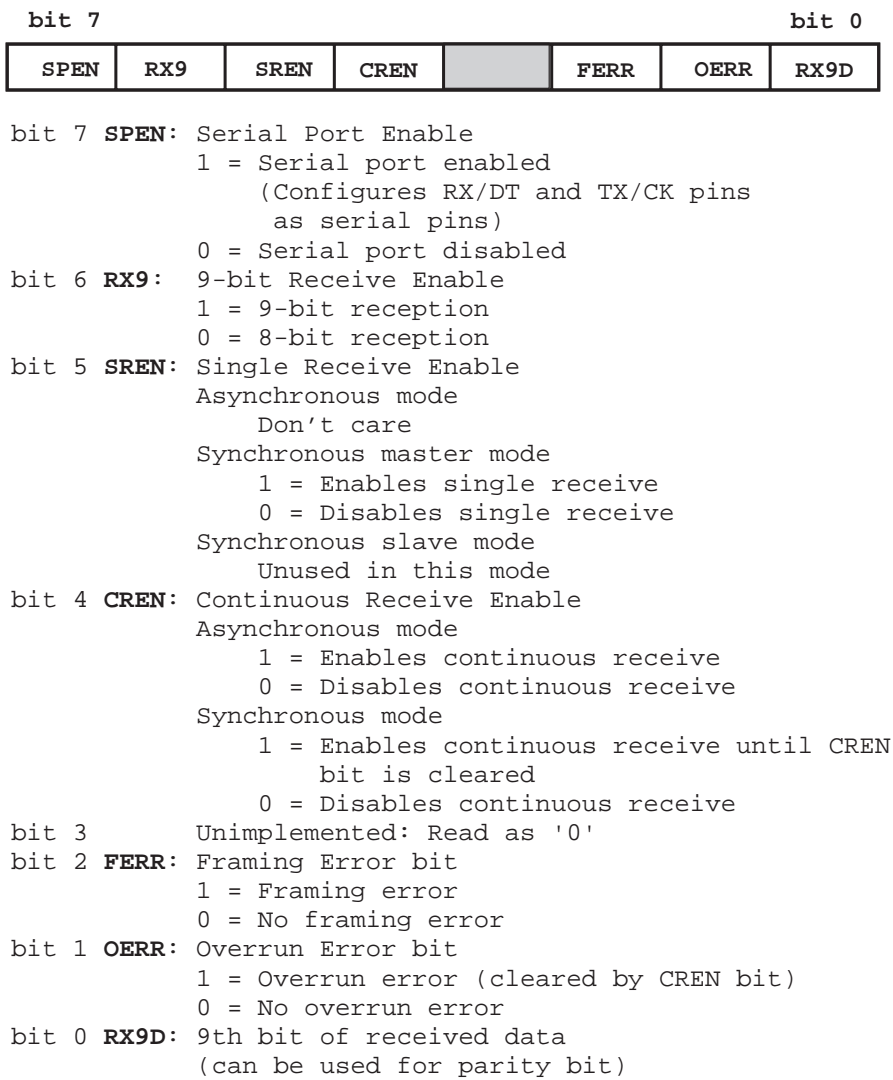 bit 7 bit 0
SPEN RX9 SREN CREN FERR OERR RX9D
bit 7 SPEN: Serial Port Enable
1 = Serial port enabled
(Configures RX/DT and TX/CK pins
as serial pins)
0 = Serial port disabled
bit 6 RX9: 9-bit Receive Enable
1 = 9-bit reception
0 = 8-bit reception
bit 5 SREN: Single Receive Enable
Asynchronous mode
Don't care
Synchronous master mode
1 = Enables single receive
0 = Disables single receive
Synchronous slave mode
Unused in this mode
bit 4 CREN: Continuous Receive Enable
Asynchronous mode
1 = Enables continuous receive
0 = Disables continuous receive
Synchronous mode
1 = Enables continuous receive until CREN
bit is cleared
0 = Disables continuous receive
bit 3 Unimplemented: Read as '0'
bit 2 FERR: Framing Error bit
1 = Framing error
0 = No framing error
bit 1 OERR: Overrun Error bit
1 = Overrun error (cleared by CREN bit)
0 = No overrun error
bit 0 RX9D: 9th bit of received data
(can be used for parity bit)